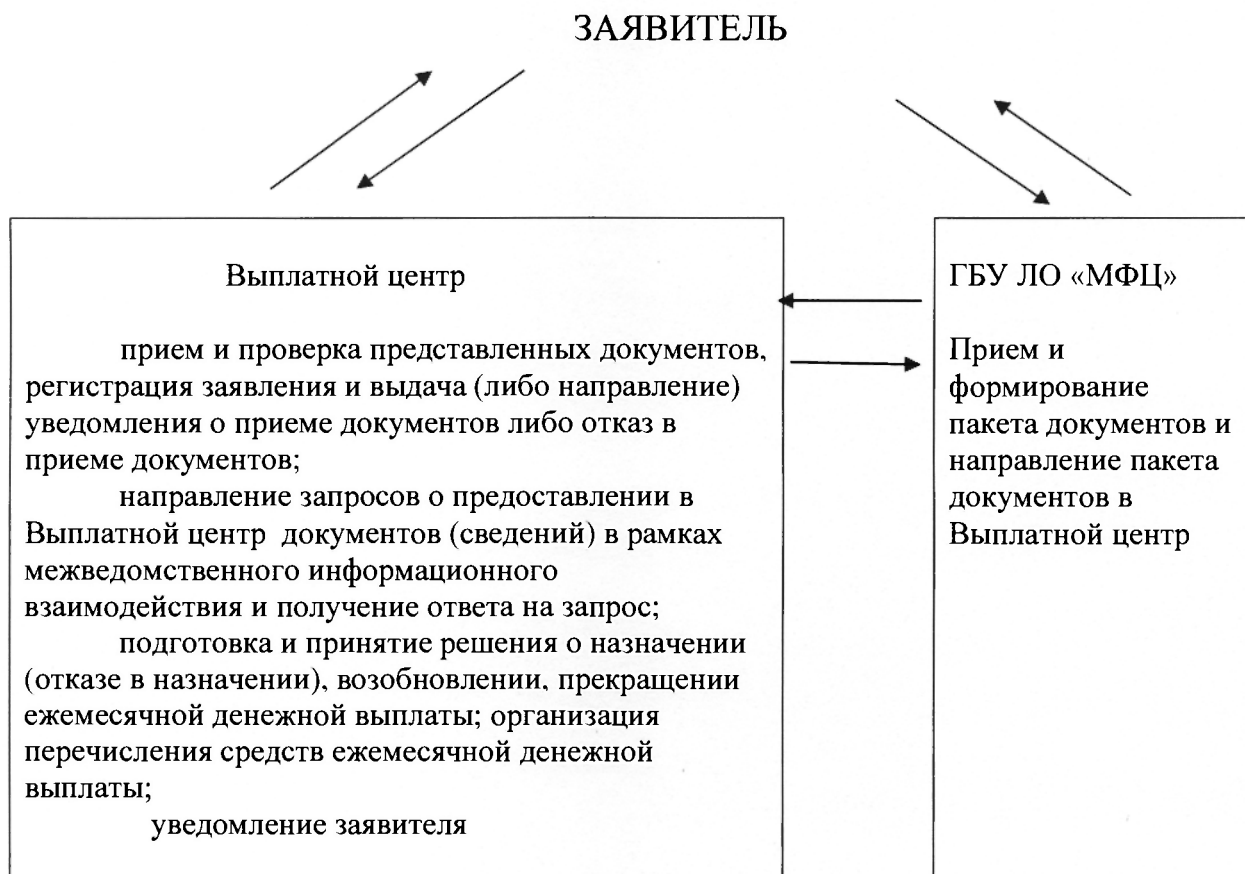 ЗАЯВИТЕЛЬ
Выплатной центр
прием и проверка представленных документов,
регистрация заявления и выдача (либо направление)
уведомления о приеме документов либо отказ в
приеме документов;
направление запросов о предоставлении в
Выплатной центр документов (сведений) в рамках
межведомственного информационного
взаимодействия и получение ответа на запрос;
подготовка и принятие решения о назначении
(отказе в назначении), возобновлении, прекращении
ежемесячной денежной выплаты; организация
перечисления средств ежемесячной денежной
выплаты;
уведомление заявителя
ГБУ ЛО «МФЦ»
Прием и
формирование
пакета документов и
направление пакета
документов в
Выплатной центр